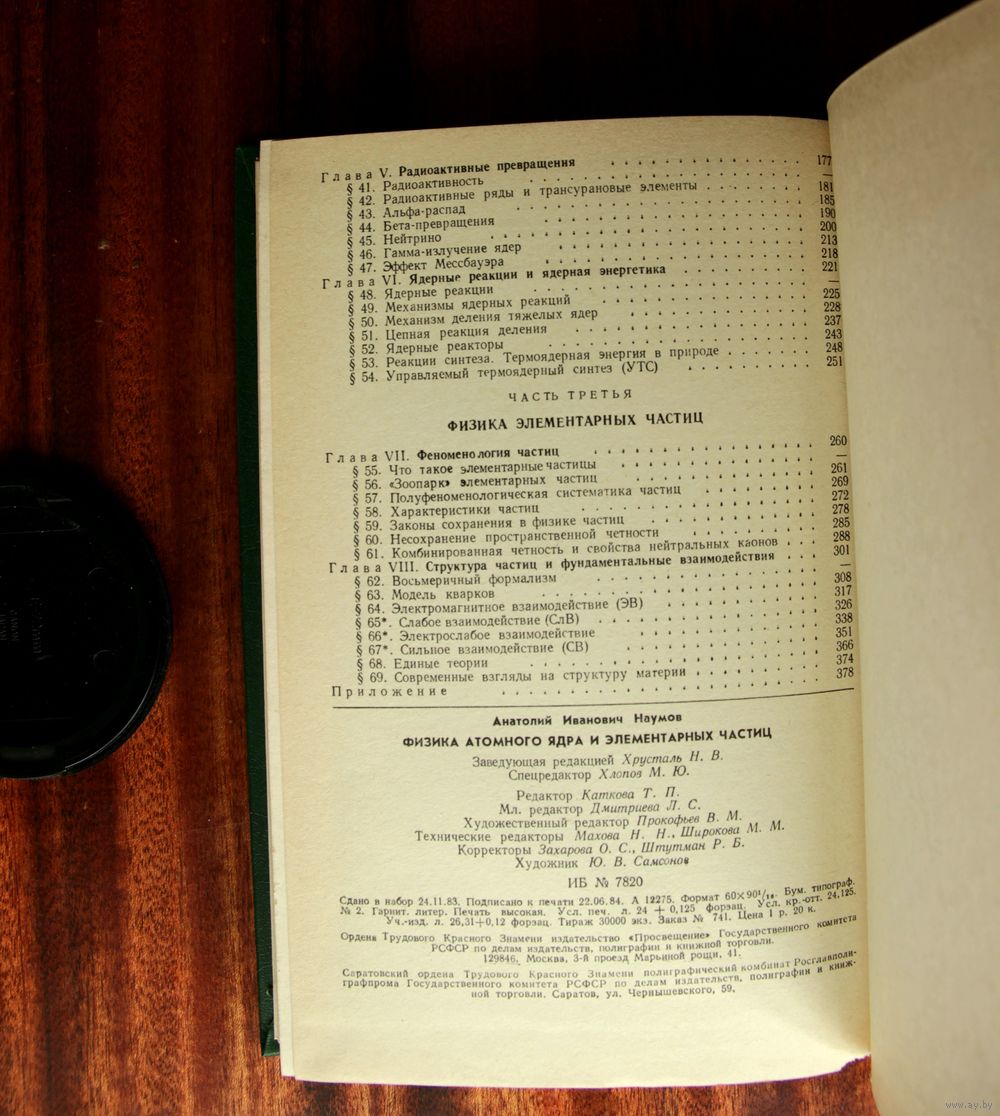 Глава V. Радиоактивные превращения . . . . . . . . . . . . . 177
§ 41. Радиоактивность . . . . . . . . . . . . . . . . . . —
§ 42. Радиоактивные ряды и трансурановые элементы . . . . . . . . 181
§ 43. Альфа-распад . . . . . . . . . . . . . . . . . . . 185
§ 44. Бета-превращения . . . . . . . . . . . . . . . . . 190
§ 45. Нейтрино . . . . . . . . . . . . . . . . . . . . 200
§ 46. Гамма-излучение ядер . . . . . . . . . . . . . . . . 213
§ 47. Эффект Мессбауэра . . . . . . . . . . . . . . . . . 218
Глава VI. Ядерные реакции и ядерная энергетика . . . . . . . . . 221
§ 48. Ядерные реакции . . . . . . . . . . . . . . . . . . —
§ 49. Механизмы ядерных реакций . . . . . . . . . . . . . . 225
§ 50. Механизм деления тяжелых ядер . . . . . . . . . . . . 228
§ 51. Цепная реакция деления . . . . . . . . . . . . . . . 237
§ 52. Ядерные реакторы . . . . . . . . . . . . . . . . . 243
§ 53. Реакции синтеза. Термоядерная энергия в природе . . . . . . . 248
§ 54. Управляемый термоядерный синтез (УТС) . . . . . . . . . . 251
ЧАСТЬ ТРЕТЬЯ
ФИЗИКА ЭЛЕМЕНТАРНЫХ ЧАСТИЦ
Глава VII. Феноменология частиц . . . . . . . . . . . . . . 260
§ 55. Что такое элементарные частицы . . . . . . . . . . . . —
§ 56. «Зоопарк» элементарных частиц . . . . . . . . . . . . 261
§ 57. Полуфеноменологическая систематика частиц . . . . . . . . . 269
§ 58. Характеристики частиц . . . . . . . . . . . . . . . 272
§ 59. Законы сохранения в физике частиц . . . . . . . . . . . 278
§ 60. Несохранение пространственной четности . . . . . . . . . 285
§ 61. Комбинированная четность и свойства нейтральных каонов . . . 288
Глава VIII. Структура частиц и фундаментальные взаимодействия . . . 301
§ 62. Восьмеричный формализм . . . . . . . . . . . . . . . —
§ 63. Модель кварков . . . . . . . . . . . . . . . . . . 308
§ 64. Электромагнитное взаимодействие (ЭВ) . . . . . . . . . . 317
§ 65*. Слабое взаимодействие (СлВ) . . . . . . . . . . . . . 326
§ 66*. Электрослабое взаимодействие . . . . . . . . . . . . . 338
§ 67*. Сильное взаимодействие (СВ) . . . . . . . . . . . . . 351
§ 68. Единые теории . . . . . . . . . . . . . . . . . . 366
§ 69. Современные взгляды на структуру материи . . . . . . . . . 374
Приложение . . . . . . . . . . . . . . . . . . . . . 378
Анатолий Иванович Наумов
ФИЗИКА АТОМНОГО ЯДРА И ЭЛЕМЕНТАРНЫХ ЧАСТИЦ
Заведующая редакцией Хрусталь Н. В.
Спецредактор Хлопов М. Ю.
Редактор Каткова Т. П.
Мл. редактор Дмитриева Л. С.
Художественный редактор Прокофьев В. М.
Технические редакторы Махова Н. Н., Широкова М. М.
Корректоры Захарова О. С., Штутман Р. Б.
Художник Ю. В. Самсонов
ИБ № 7820
Сдано в набор 24.11.83. Подписано к печати 22.06.84. А 12275. Формат 60×90¹/₁₆. Бум. типограф.
№ 2. Гарнит. литер. Печать высокая. Усл. печ. л. 24 + 0,125 форзац. Усл. кр.-отт. 24,125.
Уч.-изд. л. 26,31+0,12 форзац. Тираж 30000 экз. Заказ № 741. Цена 1 р. 20 к.
Ордена Трудового Красного Знамени издательство «Просвещение» Государственного комитета
РСФСР по делам издательств, полиграфии и книжной торговли.
129846, Москва, 3-й проезд Марьиной рощи, 41.
Саратовский ордена Трудового Красного Знамени полиграфический комбинат Росглавполи-
графпрома Государственного комитета РСФСР по делам издательств, полиграфии и книж-
ной торговли. Саратов, ул. Чернышевского, 59.
www.ay.by